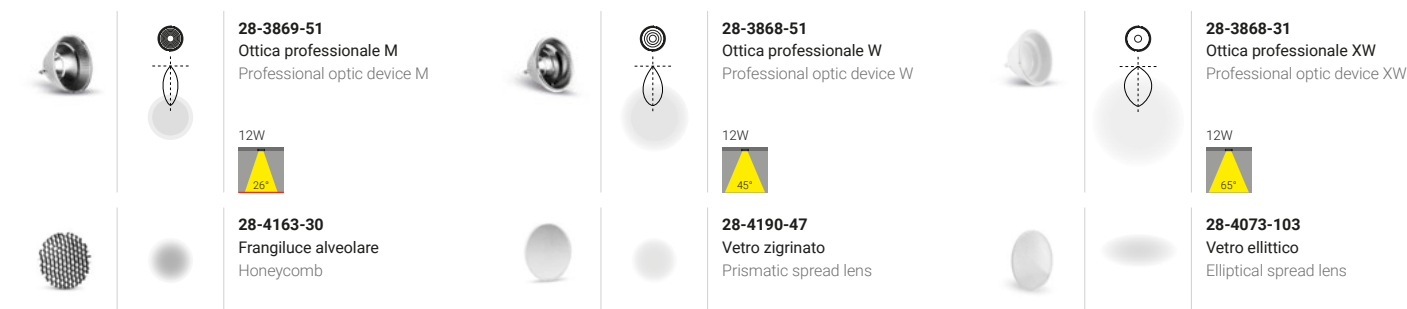 28-3869-51
Ottica professionale M
Professional optic device M
12W
26°
28-3868-51
Ottica professionale W
Professional optic device W
12W
45°
28-3868-31
Ottica professionale XW
Professional optic device XW
12W
65°
28-4163-30
Frangiluce alveolare
Honeycomb
28-4190-47
Vetro zigrinato
Prismatic spread lens
28-4073-103
Vetro ellittico
Elliptical spread lens